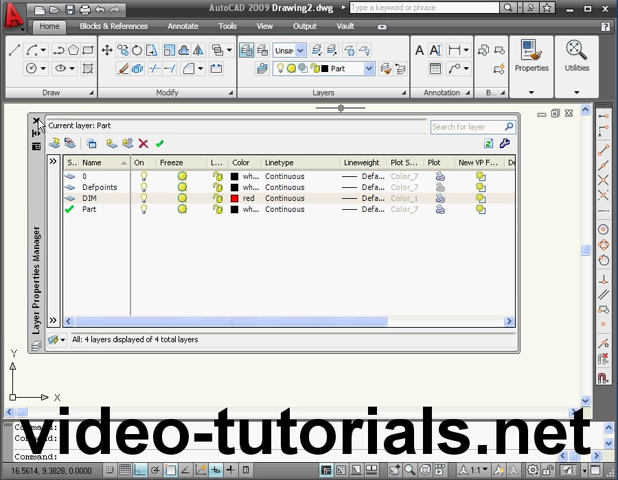 AutoCAD 2009 Drawing2.dwg
Type a keyword or phrase
Home Blocks & References Annotate Tools View Output Vault
Unsav
Part
Properties
Utilities
Draw Modify Layers Annotation B...
Current layer: Part
Search for layer
S.. Name On Freeze L... Color Linetype Lineweight Plot S... Plot New VP F... De
0 wh... Continuous Defa... Color_7
Defpoints wh... Continuous Defa... Color_7
DIM red Continuous Defa... Color_1
Part wh... Continuous Defa... Color_7
Layer Properties Manager
All: 4 layers displayed of 4 total layers
Y
X
video-tutorials.net
Command:
Command:
Command:
16.5614, 9.3828, 0.0000
1:1